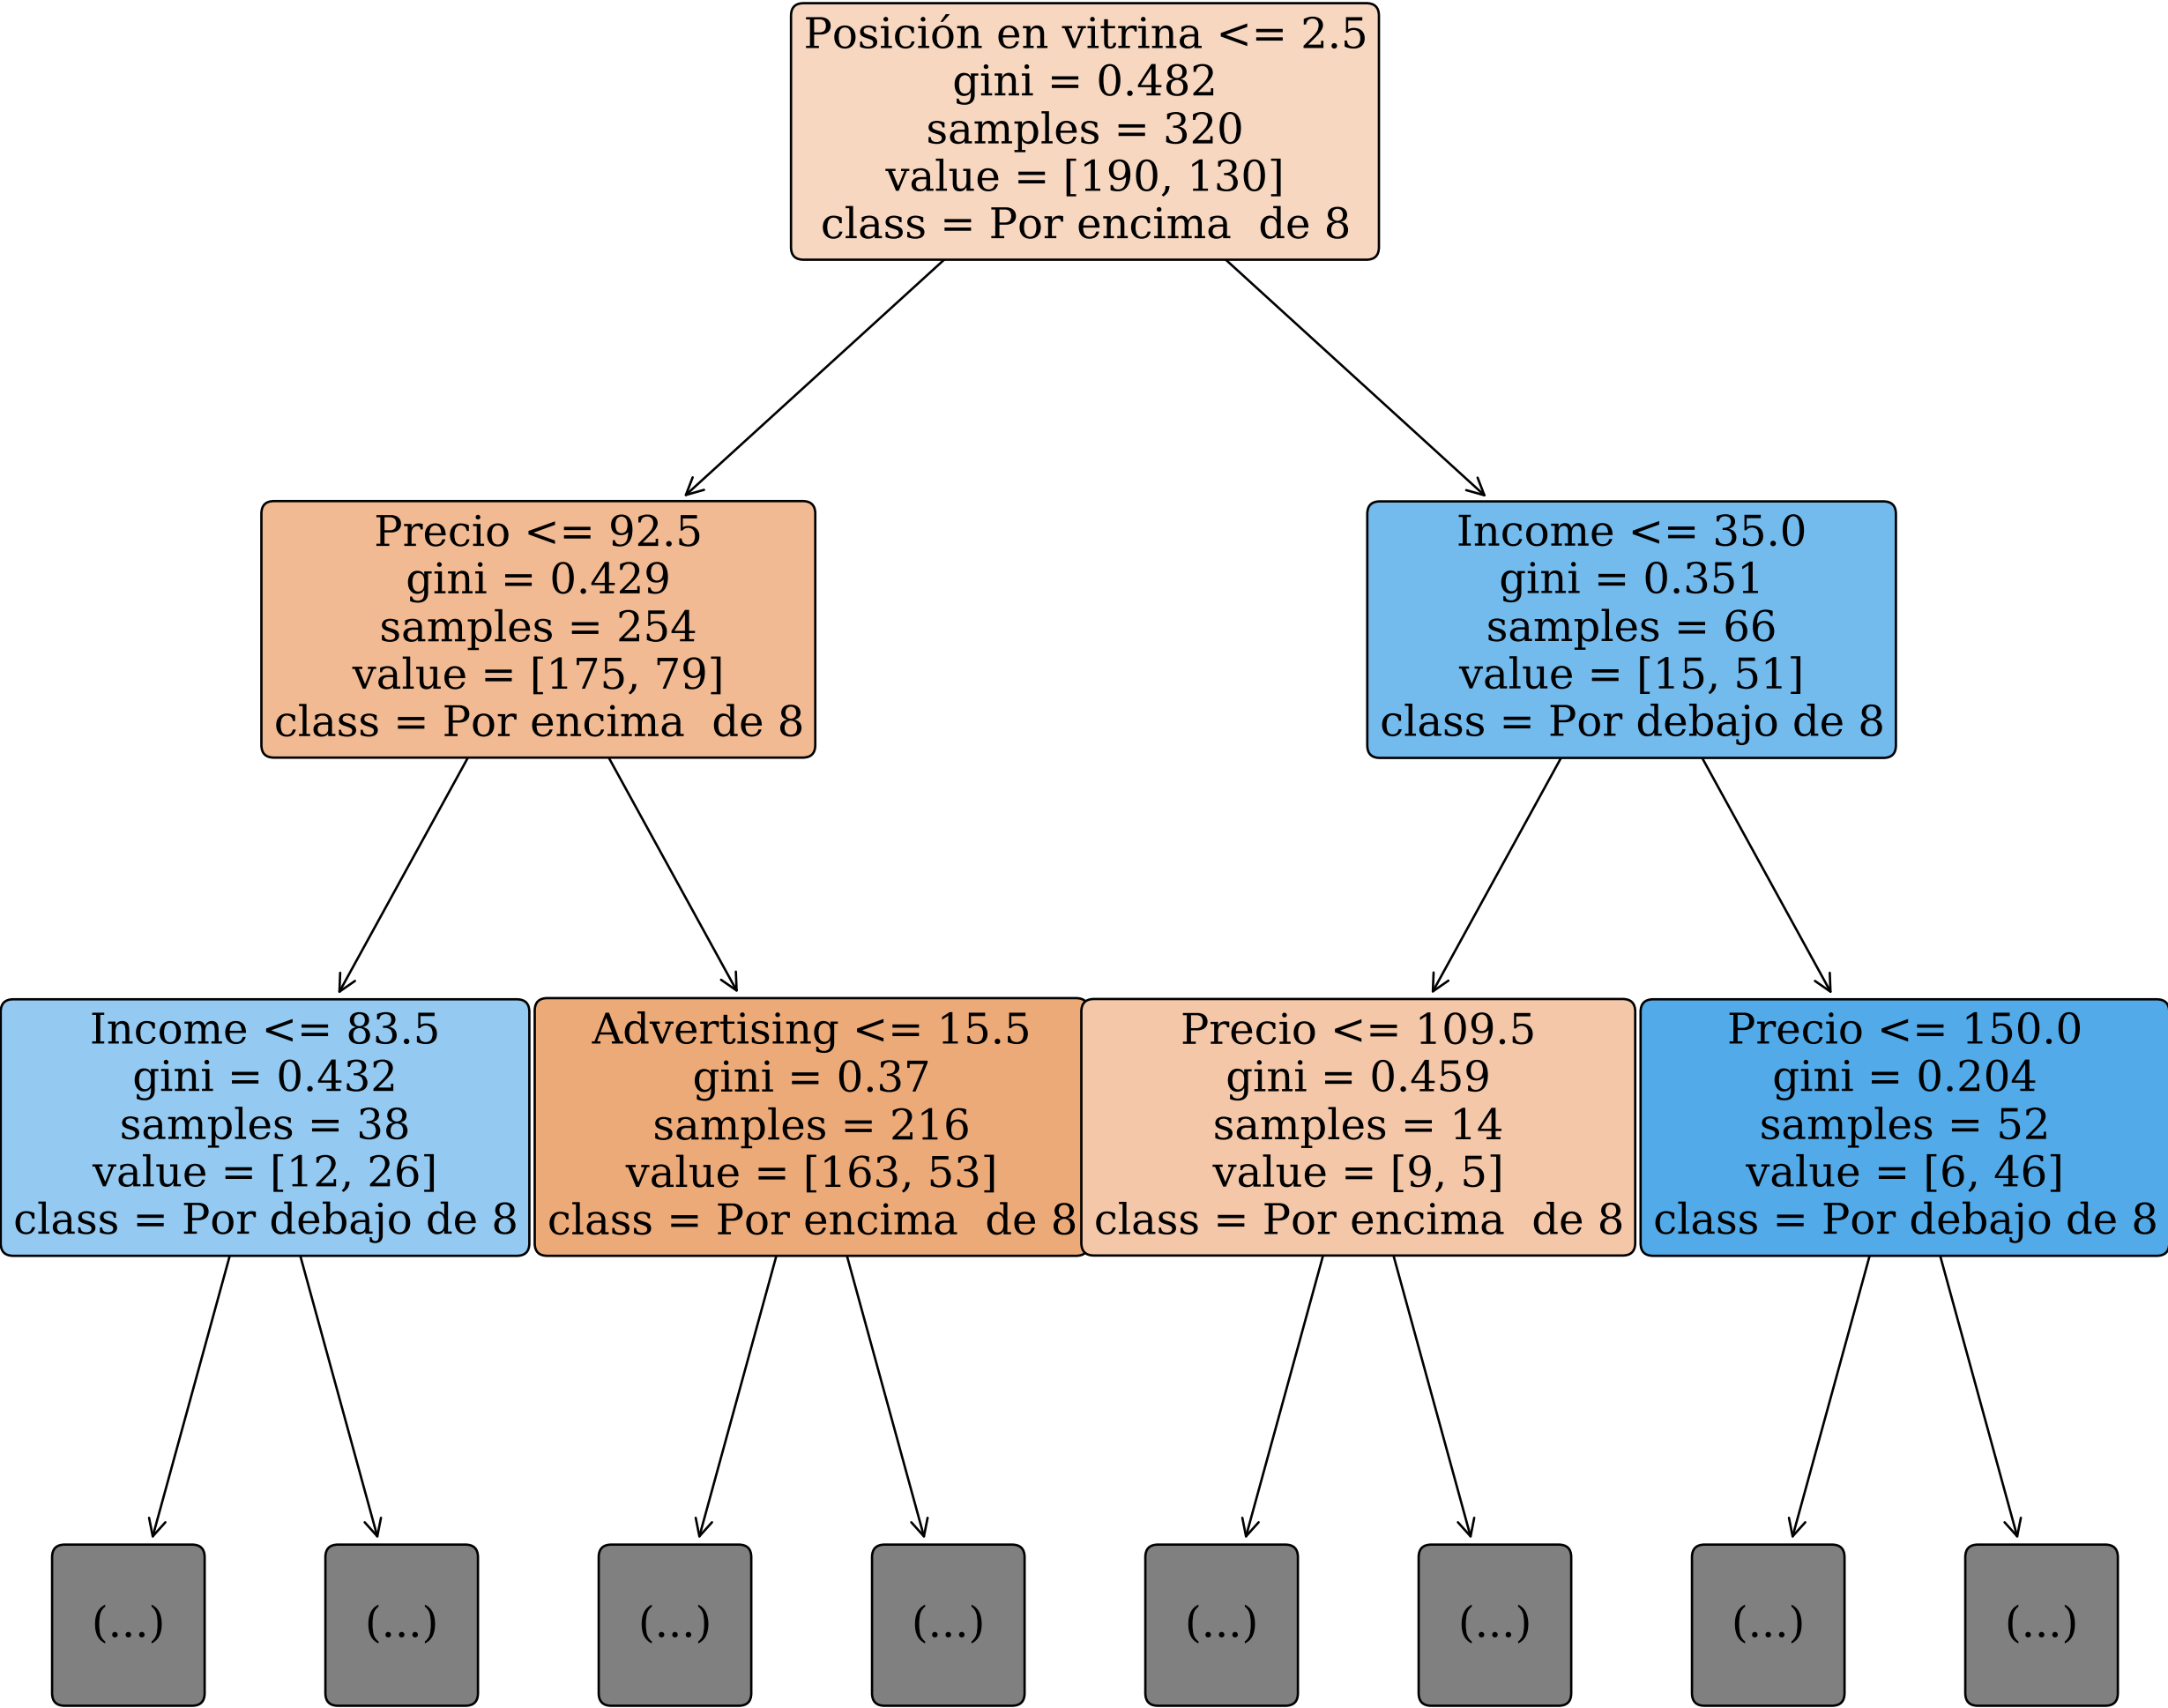 Posición en vitrina <= 2.5
gini = 0.482
samples = 320
value = [190, 130]
class = Por encima  de 8
Precio <= 92.5
gini = 0.429
samples = 254
value = [175, 79]
class = Por encima  de 8
Income <= 35.0
gini = 0.351
samples = 66
value = [15, 51]
class = Por debajo de 8
Income <= 83.5
gini = 0.432
samples = 38
value = [12, 26]
class = Por debajo de 8
Advertising <= 15.5
gini = 0.37
samples = 216
value = [163, 53]
class = Por encima  de 8
Precio <= 109.5
gini = 0.459
samples = 14
value = [9, 5]
class = Por encima  de 8
Precio <= 150.0
gini = 0.204
samples = 52
value = [6, 46]
class = Por debajo de 8
(...)
(...)
(...)
(...)
(...)
(...)
(...)
(...)